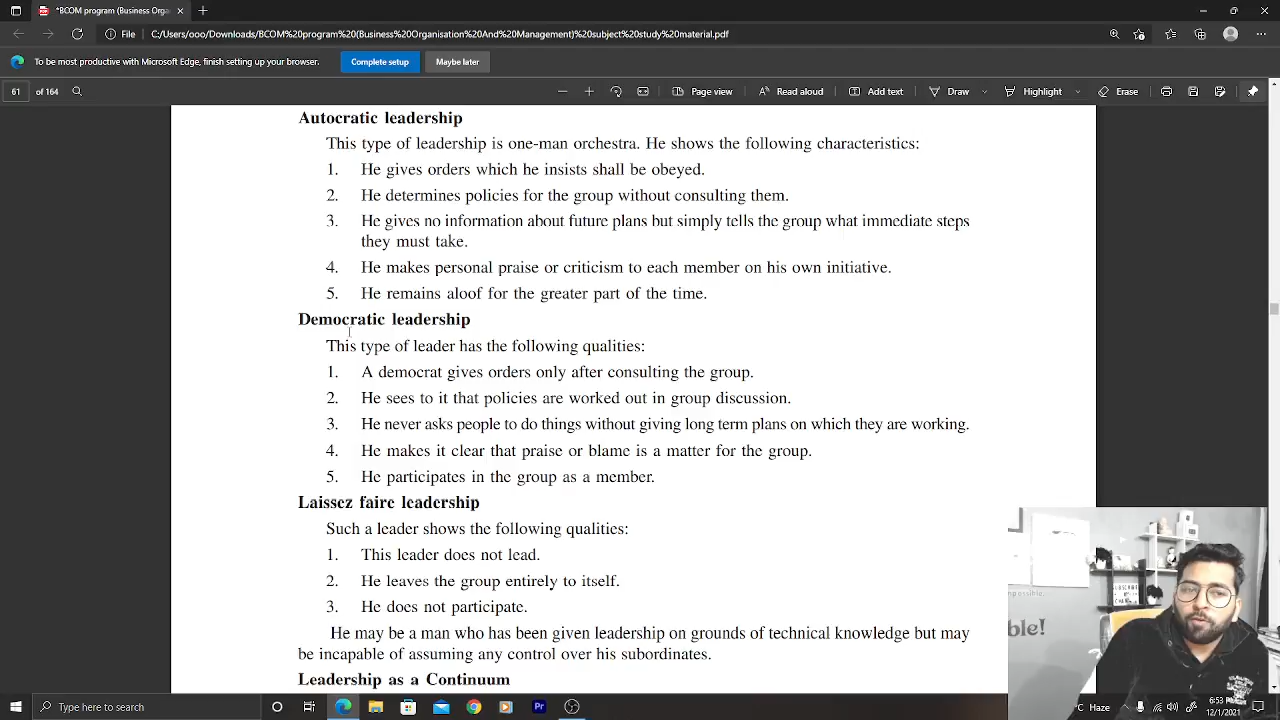 *BCOM program (Business Orga
File
C:/Users/ooo/Downloads/BCOM%20program%20(Business%20Organisation%20And%20Management)%20subject%20study%20material.pdf
To be most productive with Microsoft Edge, finish setting up your browser.
Complete setup
Maybe later
61 of 164
Page view
Read aloud
Add text
Draw
Highlight
Erase
Autocratic leadership
This type of leadership is one-man orchestra. He shows the following characteristics:
1. He gives orders which he insists shall be obeyed.
2. He determines policies for the group without consulting them.
3. He gives no information about future plans but simply tells the group what immediate steps
they must take.
4. He makes personal praise or criticism to each member on his own initiative.
5. He remains aloof for the greater part of the time.
Democratic leadership
This type of leader has the following qualities:
1. A democrat gives orders only after consulting the group.
2. He sees to it that policies are worked out in group discussion.
3. He never asks people to do things without giving long term plans on which they are working.
4. He makes it clear that praise or blame is a matter for the group.
5. He participates in the group as a member.
Laissez faire leadership
Such a leader shows the following qualities:
1. This leader does not lead.
2. He leaves the group entirely to itself.
3. He does not participate.
He may be a man who has been given leadership on grounds of technical knowledge but may
be incapable of assuming any control over his subordinates.
Leadership as a Continuum
ble!
Type here to search
Haze
6:53
12/1/2021